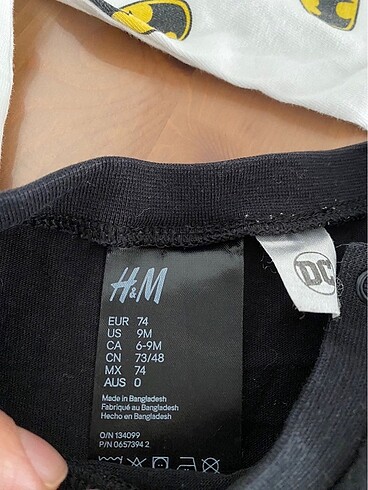 H&M
DC
EUR 74
US 9M
CA 6-9M
CN 73/48
MX 74
AUS 0
Made in Bangladesh
Fabriqué au Bangladesh
Hecho en Bangladesh
O/N 134099
P/N 0657394 2